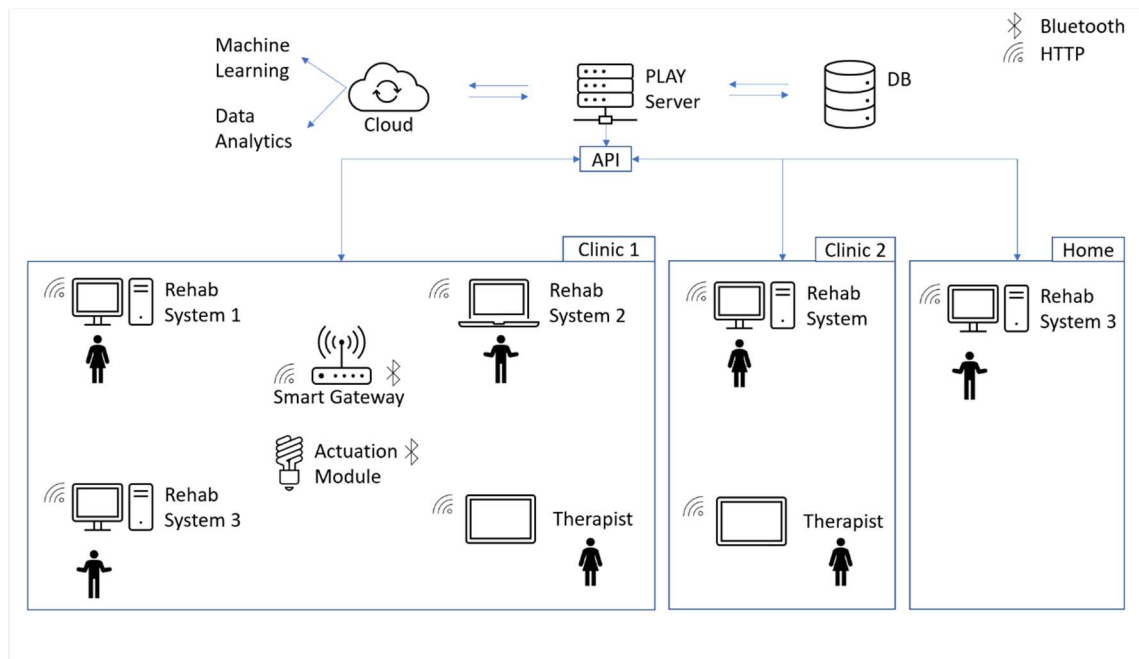 Bluetooth
HTTP
Machine
Learning
Data
Analytics
Cloud
PLAY
Server
DB
API
Clinic 1
Rehab
System 1
Rehab
System 2
Smart Gateway
Actuation
Module
Rehab
System 3
Therapist
Clinic 2
Rehab
System
Therapist
Home
Rehab
System 3